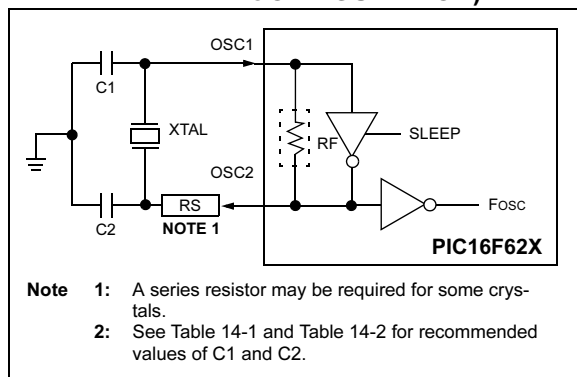 OSC1
C1
XTAL
RF
SLEEP
OSC2
RS
FOSC
C2
NOTE 1
PIC16F62X
Note 1: A series resistor may be required for some crys-
tals.
2: See Table 14-1 and Table 14-2 for recommended
values of C1 and C2.